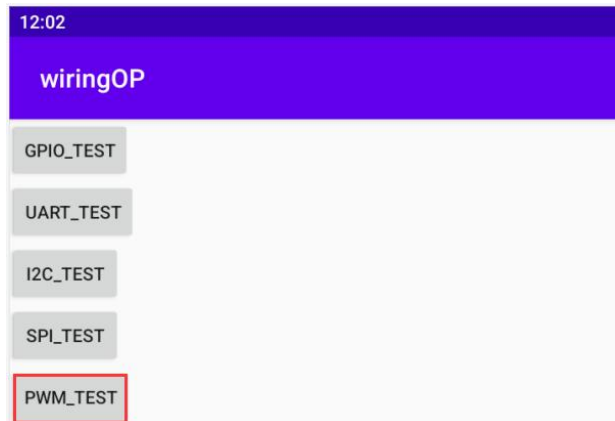 12:02
wiringOP
GPIO_TEST
UART_TEST
I2C_TEST
SPI_TEST
PWM_TEST